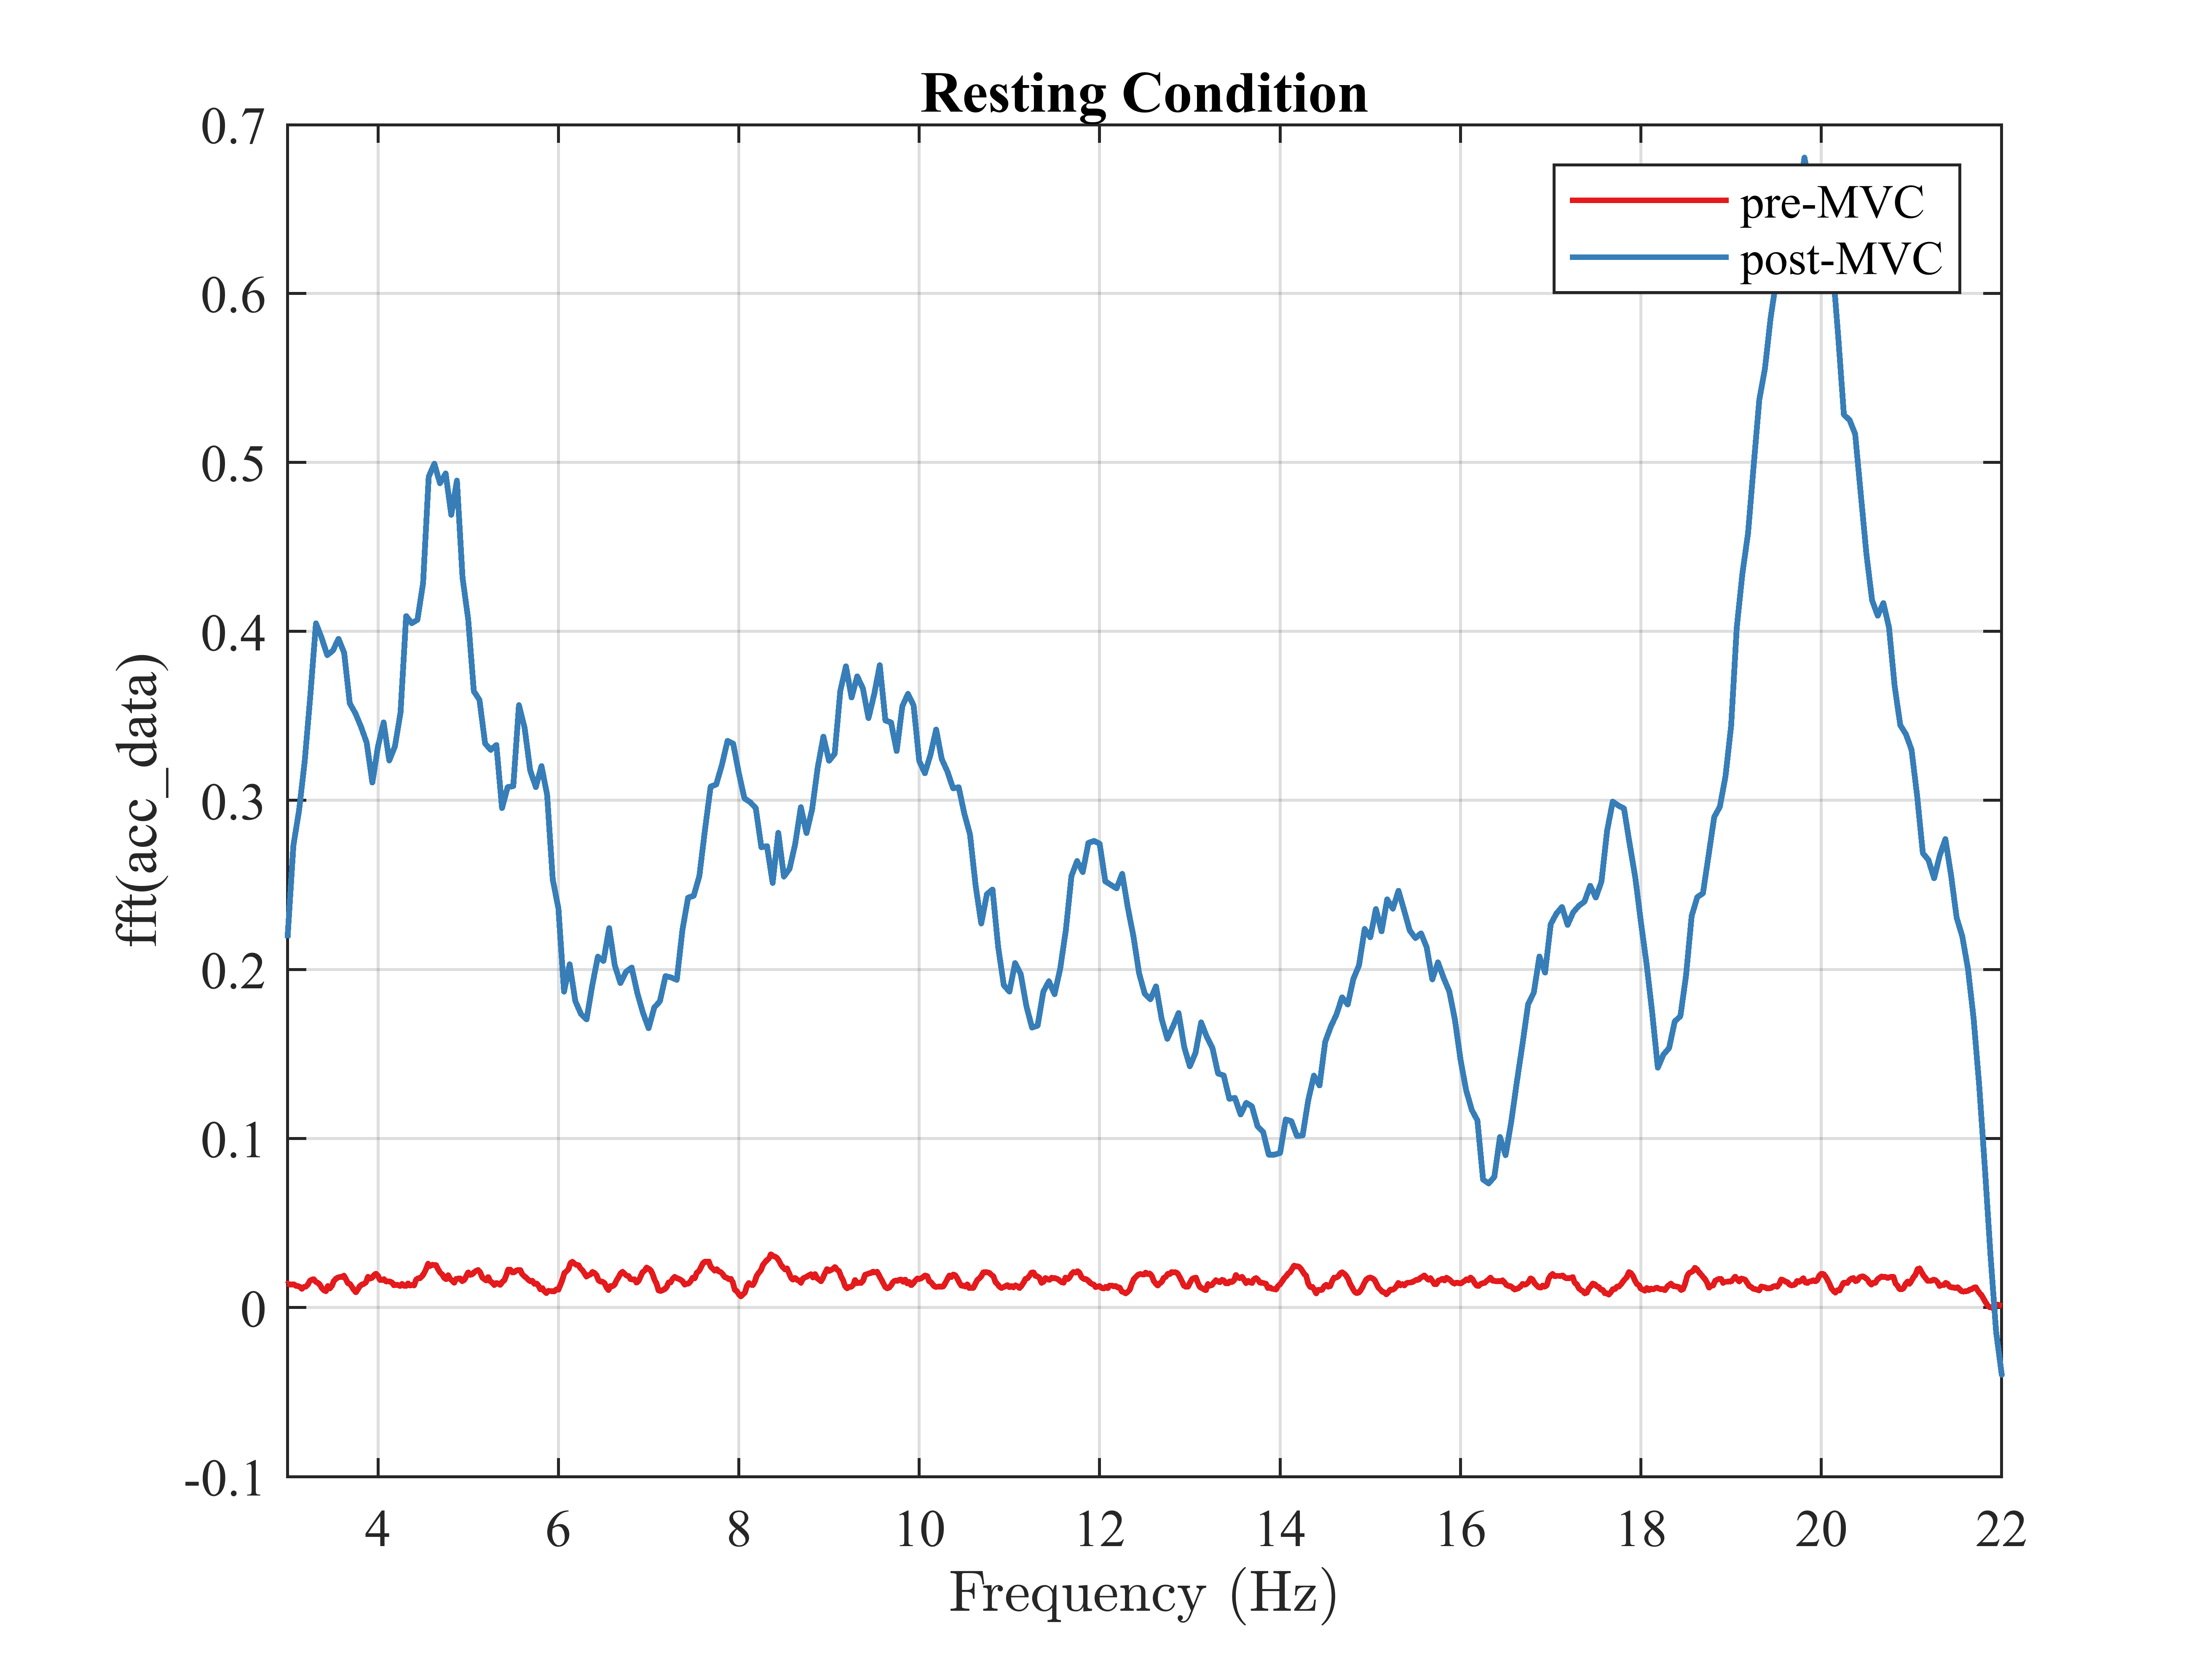 Resting Condition
0.7
0.6
0.5
0.4
0.3
0.2
0.1
0
-0.1
fft(acc_data)
pre-MVC
post-MVC
4 6 8 10 12 14 16 18 20 22
Frequency (Hz)